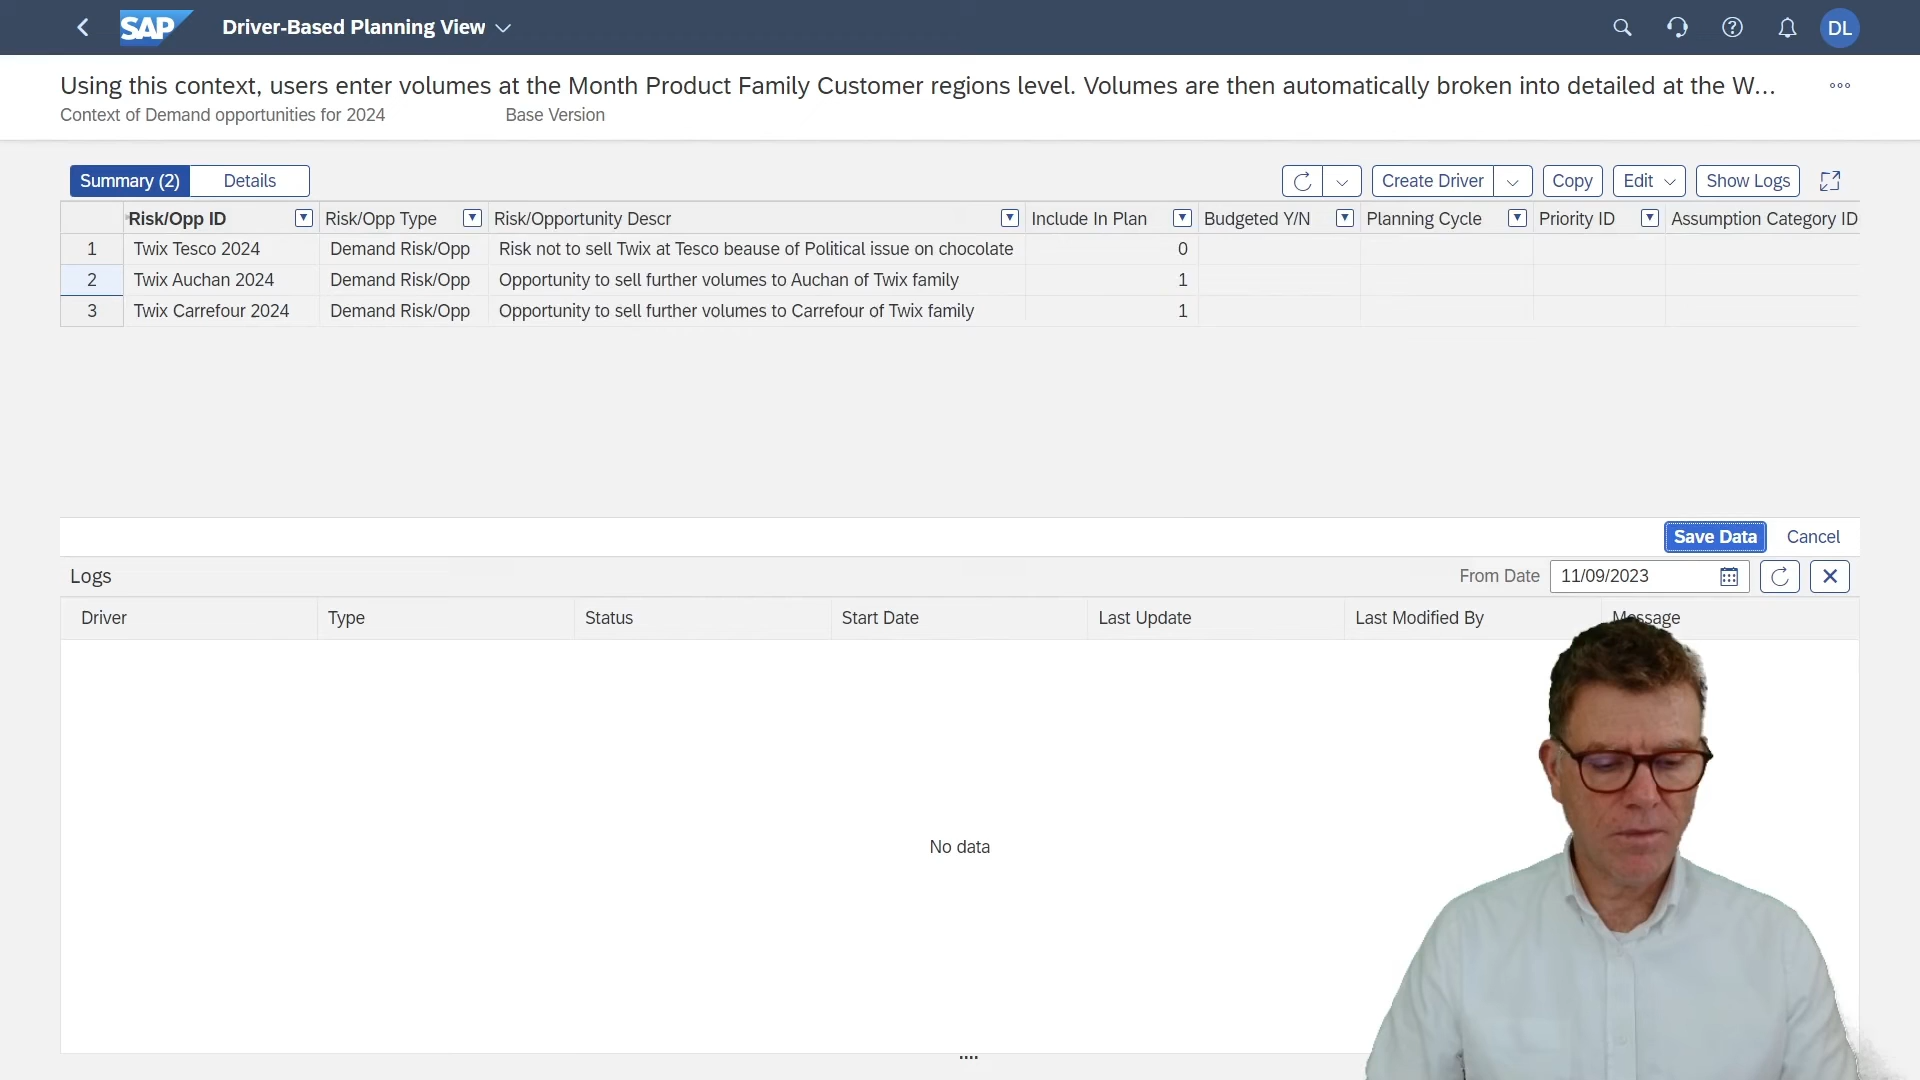 SAP Driver-Based Planning View DL
Using this context, users enter volumes at the Month Product Family Customer regions level. Volumes are then automatically broken into detailed at the W...
Context of Demand opportunities for 2024 Base Version
Summary (2) Details Create Driver Copy Edit Show Logs
Risk/Opp ID Risk/Opp Type Risk/Opportunity Descr Include In Plan Budgeted Y/N Planning Cycle Priority ID Assumption Category ID
1 Twix Tesco 2024 Demand Risk/Opp Risk not to sell Twix at Tesco beause of Political issue on chocolate 0
2 Twix Auchan 2024 Demand Risk/Opp Opportunity to sell further volumes to Auchan of Twix family 1
3 Twix Carrefour 2024 Demand Risk/Opp Opportunity to sell further volumes to Carrefour of Twix family 1
Save Data Cancel
Logs From Date 11/09/2023
Driver Type Status Start Date Last Update Last Modified By Message
No data